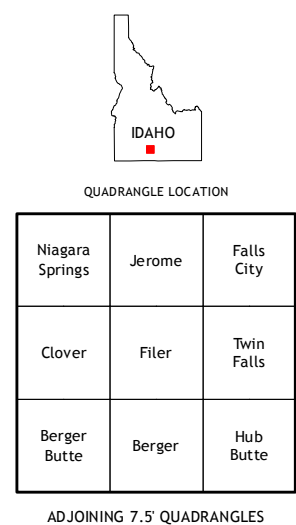 IDAHO
QUADRANGLE LOCATION
Niagara
Springs
Jerome
Falls
City
Clover
Filer
Twin
Falls
Berger
Butte
Berger
Hub
Butte
ADJOINING 7.5' QUADRANGLES